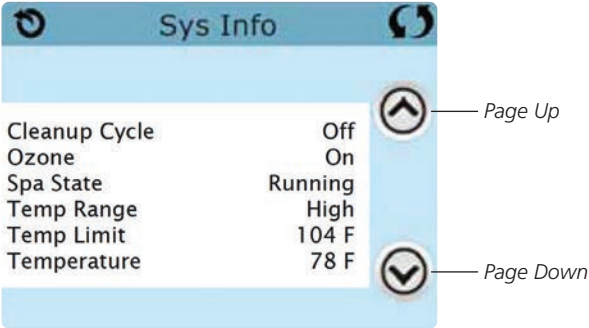 Sys Info
Page Up
Cleanup Cycle Off
Ozone On
Spa State Running
Temp Range High
Temp Limit 104 F
Temperature 78 F
Page Down